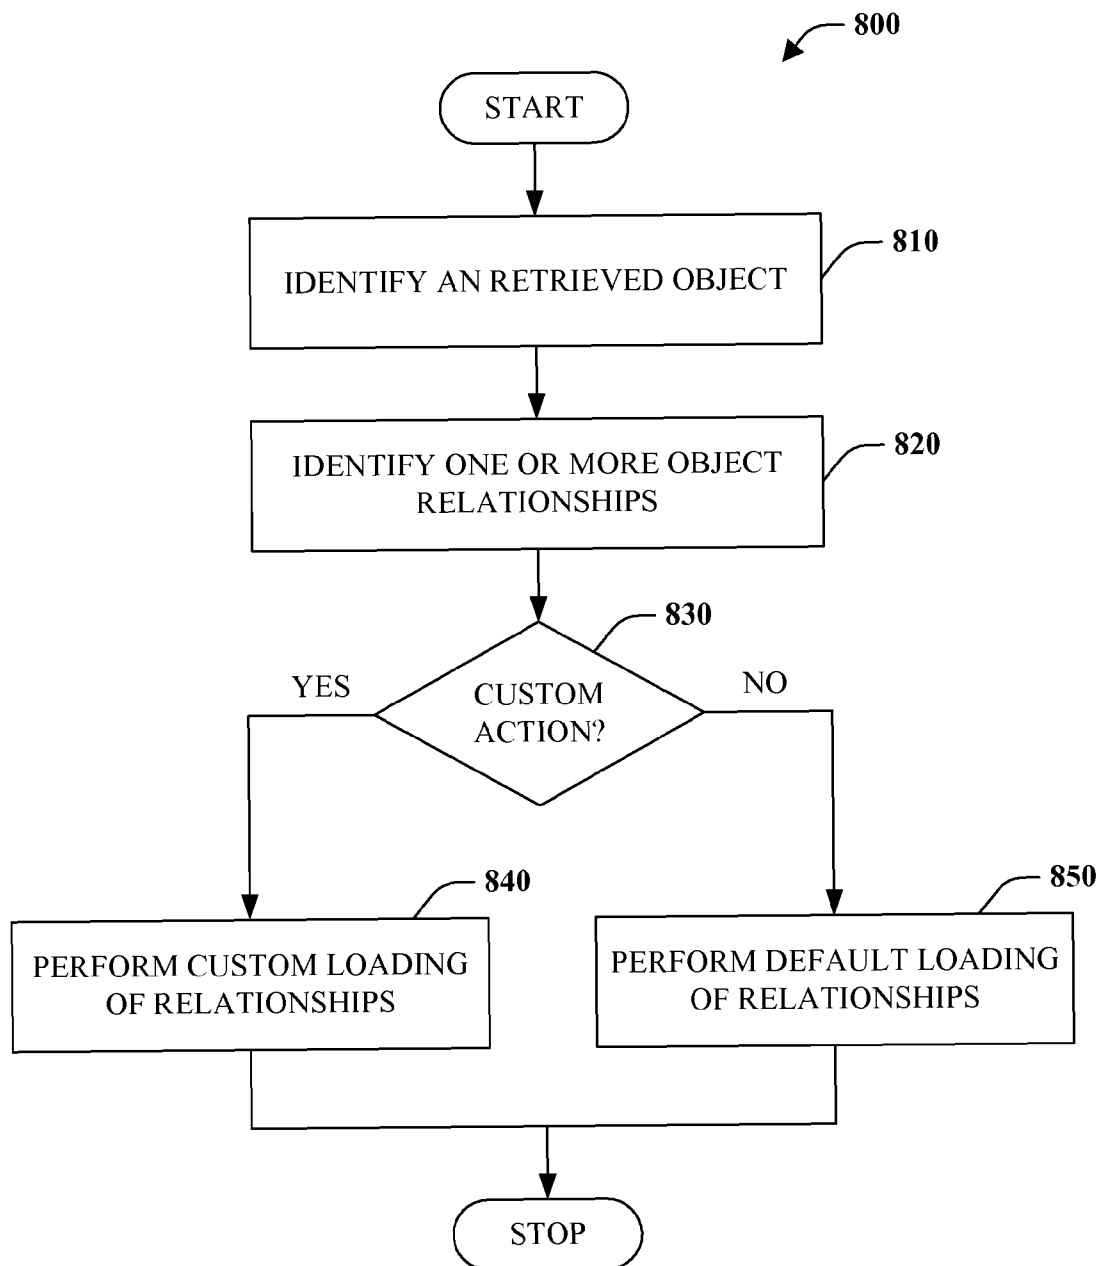 800
START
810
IDENTIFY AN RETRIEVED OBJECT
820
IDENTIFY ONE OR MORE OBJECT
RELATIONSHIPS
830
YES
CUSTOM
ACTION?
NO
840
PERFORM CUSTOM LOADING
OF RELATIONSHIPS
850
PERFORM DEFAULT LOADING
OF RELATIONSHIPS
STOP